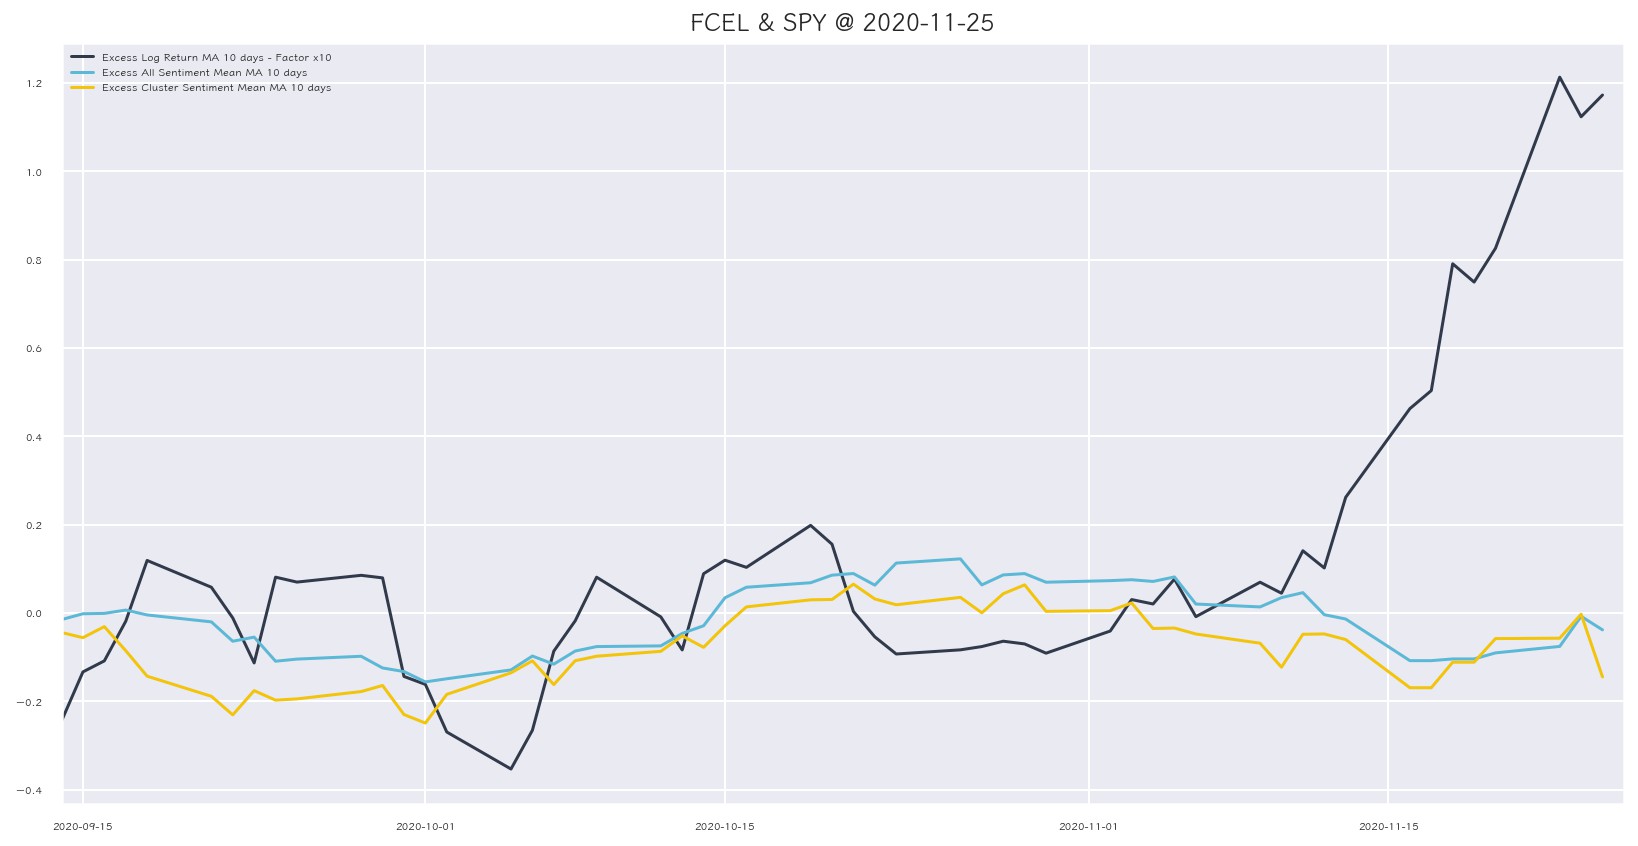 FCEL & SPY @ 2020-11-25
Excess Log Return MA 10 days - Factor x10
Excess All Sentiment Mean MA 10 days
Excess Cluster Sentiment Mean MA 10 days
1.2
1.0
0.8
0.6
0.4
0.2
0.0
−0.2
−0.4
2020-09-15 2020-10-01 2020-10-15 2020-11-01 2020-11-15